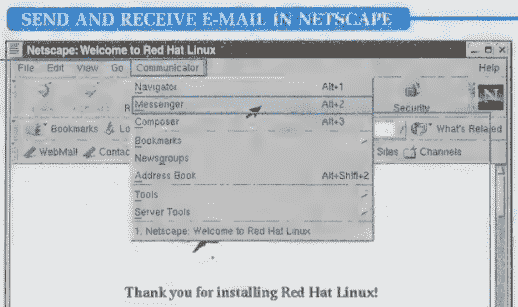 SEND AND RECEIVE E-MAIL IN NETSCAPE
Netscape: Welcome to Red Hat Linux
File Edit View Go Communicator Help
Navigator Alt+1
Messenger Alt+2
Security
Composer Alt+3
Bookmarks Lo What's Related
Bookmarks
WebMail Contac Sites Channels
Newsgroups
Address Book Alt+Shift+2
Tools
Server Tools
1. Netscape: Welcome to Red Hat Linux
Thank you for installing Red Hat Linux!